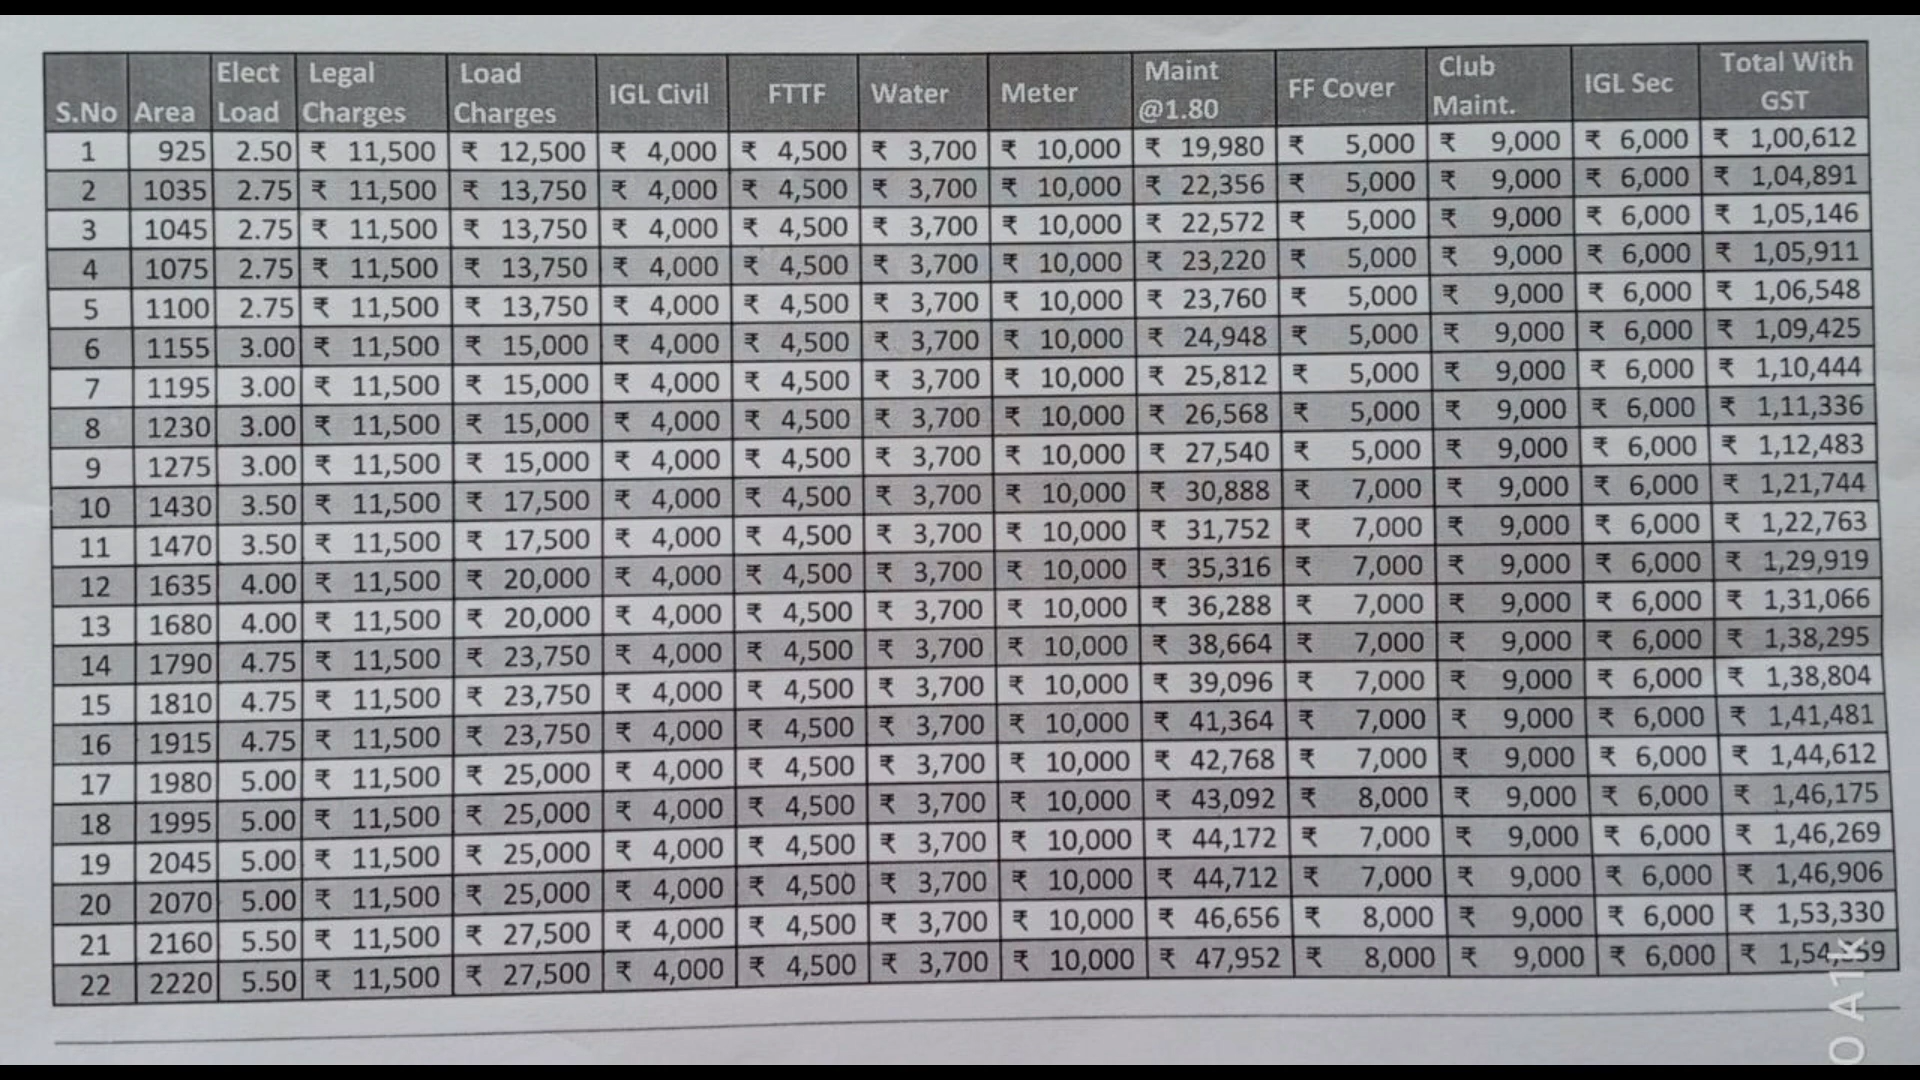 S.No Area Elect Load Legal Charges Load Charges IGL Civil FTTF Water Meter Maint @1.80 FF Cover Club Maint. IGL Sec Total With GST
1 925 2.50 ₹ 11,500 ₹ 12,500 ₹ 4,000 ₹ 4,500 ₹ 3,700 ₹ 10,000 ₹ 19,980 ₹ 5,000 ₹ 9,000 ₹ 6,000 ₹ 1,00,612
2 1035 2.75 ₹ 11,500 ₹ 13,750 ₹ 4,000 ₹ 4,500 ₹ 3,700 ₹ 10,000 ₹ 22,356 ₹ 5,000 ₹ 9,000 ₹ 6,000 ₹ 1,04,891
3 1045 2.75 ₹ 11,500 ₹ 13,750 ₹ 4,000 ₹ 4,500 ₹ 3,700 ₹ 10,000 ₹ 22,572 ₹ 5,000 ₹ 9,000 ₹ 6,000 ₹ 1,05,146
4 1075 2.75 ₹ 11,500 ₹ 13,750 ₹ 4,000 ₹ 4,500 ₹ 3,700 ₹ 10,000 ₹ 23,220 ₹ 5,000 ₹ 9,000 ₹ 6,000 ₹ 1,05,911
5 1100 2.75 ₹ 11,500 ₹ 13,750 ₹ 4,000 ₹ 4,500 ₹ 3,700 ₹ 10,000 ₹ 23,760 ₹ 5,000 ₹ 9,000 ₹ 6,000 ₹ 1,06,548
6 1155 3.00 ₹ 11,500 ₹ 15,000 ₹ 4,000 ₹ 4,500 ₹ 3,700 ₹ 10,000 ₹ 24,948 ₹ 5,000 ₹ 9,000 ₹ 6,000 ₹ 1,09,425
7 1195 3.00 ₹ 11,500 ₹ 15,000 ₹ 4,000 ₹ 4,500 ₹ 3,700 ₹ 10,000 ₹ 25,812 ₹ 5,000 ₹ 9,000 ₹ 6,000 ₹ 1,10,444
8 1230 3.00 ₹ 11,500 ₹ 15,000 ₹ 4,000 ₹ 4,500 ₹ 3,700 ₹ 10,000 ₹ 26,568 ₹ 5,000 ₹ 9,000 ₹ 6,000 ₹ 1,11,336
9 1275 3.00 ₹ 11,500 ₹ 15,000 ₹ 4,000 ₹ 4,500 ₹ 3,700 ₹ 10,000 ₹ 27,540 ₹ 5,000 ₹ 9,000 ₹ 6,000 ₹ 1,12,483
10 1430 3.50 ₹ 11,500 ₹ 17,500 ₹ 4,000 ₹ 4,500 ₹ 3,700 ₹ 10,000 ₹ 30,888 ₹ 7,000 ₹ 9,000 ₹ 6,000 ₹ 1,21,744
11 1470 3.50 ₹ 11,500 ₹ 17,500 ₹ 4,000 ₹ 4,500 ₹ 3,700 ₹ 10,000 ₹ 31,752 ₹ 7,000 ₹ 9,000 ₹ 6,000 ₹ 1,22,763
12 1635 4.00 ₹ 11,500 ₹ 20,000 ₹ 4,000 ₹ 4,500 ₹ 3,700 ₹ 10,000 ₹ 35,316 ₹ 7,000 ₹ 9,000 ₹ 6,000 ₹ 1,29,919
13 1680 4.00 ₹ 11,500 ₹ 20,000 ₹ 4,000 ₹ 4,500 ₹ 3,700 ₹ 10,000 ₹ 36,288 ₹ 7,000 ₹ 9,000 ₹ 6,000 ₹ 1,31,066
14 1790 4.75 ₹ 11,500 ₹ 23,750 ₹ 4,000 ₹ 4,500 ₹ 3,700 ₹ 10,000 ₹ 38,664 ₹ 7,000 ₹ 9,000 ₹ 6,000 ₹ 1,38,295
15 1810 4.75 ₹ 11,500 ₹ 23,750 ₹ 4,000 ₹ 4,500 ₹ 3,700 ₹ 10,000 ₹ 39,096 ₹ 7,000 ₹ 9,000 ₹ 6,000 ₹ 1,38,804
16 1915 4.75 ₹ 11,500 ₹ 23,750 ₹ 4,000 ₹ 4,500 ₹ 3,700 ₹ 10,000 ₹ 41,364 ₹ 7,000 ₹ 9,000 ₹ 6,000 ₹ 1,41,481
17 1980 5.00 ₹ 11,500 ₹ 25,000 ₹ 4,000 ₹ 4,500 ₹ 3,700 ₹ 10,000 ₹ 42,768 ₹ 7,000 ₹ 9,000 ₹ 6,000 ₹ 1,44,612
18 1995 5.00 ₹ 11,500 ₹ 25,000 ₹ 4,000 ₹ 4,500 ₹ 3,700 ₹ 10,000 ₹ 43,092 ₹ 8,000 ₹ 9,000 ₹ 6,000 ₹ 1,46,175
19 2045 5.00 ₹ 11,500 ₹ 25,000 ₹ 4,000 ₹ 4,500 ₹ 3,700 ₹ 10,000 ₹ 44,172 ₹ 7,000 ₹ 9,000 ₹ 6,000 ₹ 1,46,269
20 2070 5.00 ₹ 11,500 ₹ 25,000 ₹ 4,000 ₹ 4,500 ₹ 3,700 ₹ 10,000 ₹ 44,712 ₹ 7,000 ₹ 9,000 ₹ 6,000 ₹ 1,46,906
21 2160 5.50 ₹ 11,500 ₹ 27,500 ₹ 4,000 ₹ 4,500 ₹ 3,700 ₹ 10,000 ₹ 46,656 ₹ 8,000 ₹ 9,000 ₹ 6,000 ₹ 1,53,330
22 2220 5.50 ₹ 11,500 ₹ 27,500 ₹ 4,000 ₹ 4,500 ₹ 3,700 ₹ 10,000 ₹ 47,952 ₹ 8,000 ₹ 9,000 ₹ 6,000 ₹
O A1K